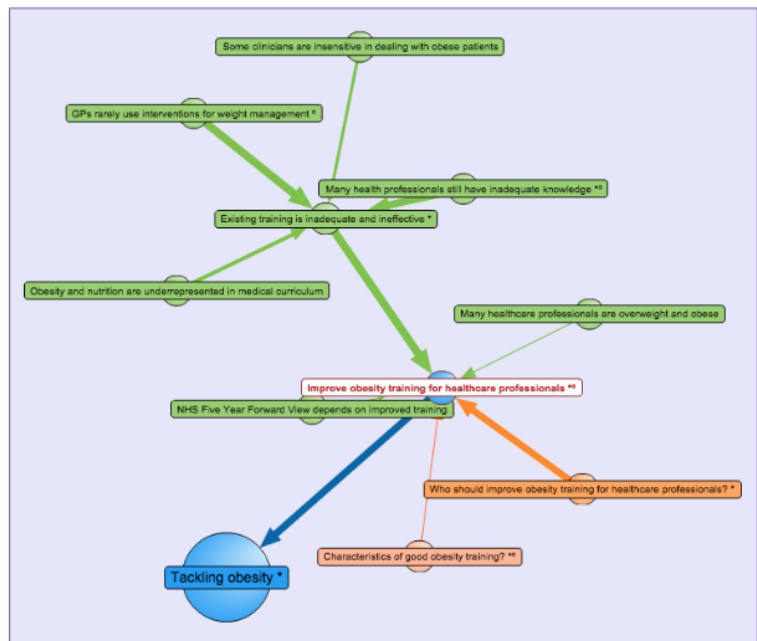 Some clinicians are insensitive in dealing with obese patients
GPs rarely use interventions for weight management
Many health professionals still have inadequate knowledge
Existing training is inadequate and ineffective *
Obesity and nutrition are underrepresented in medical curriculum
Many healthcare professionals are overweight and obese
Improve obesity training for healthcare professionals
NHS Five Year Forward View depends on improved training
Who should improve obesity training for healthcare professionals? *
Characteristics of good obesity training?
Tackling obesity *